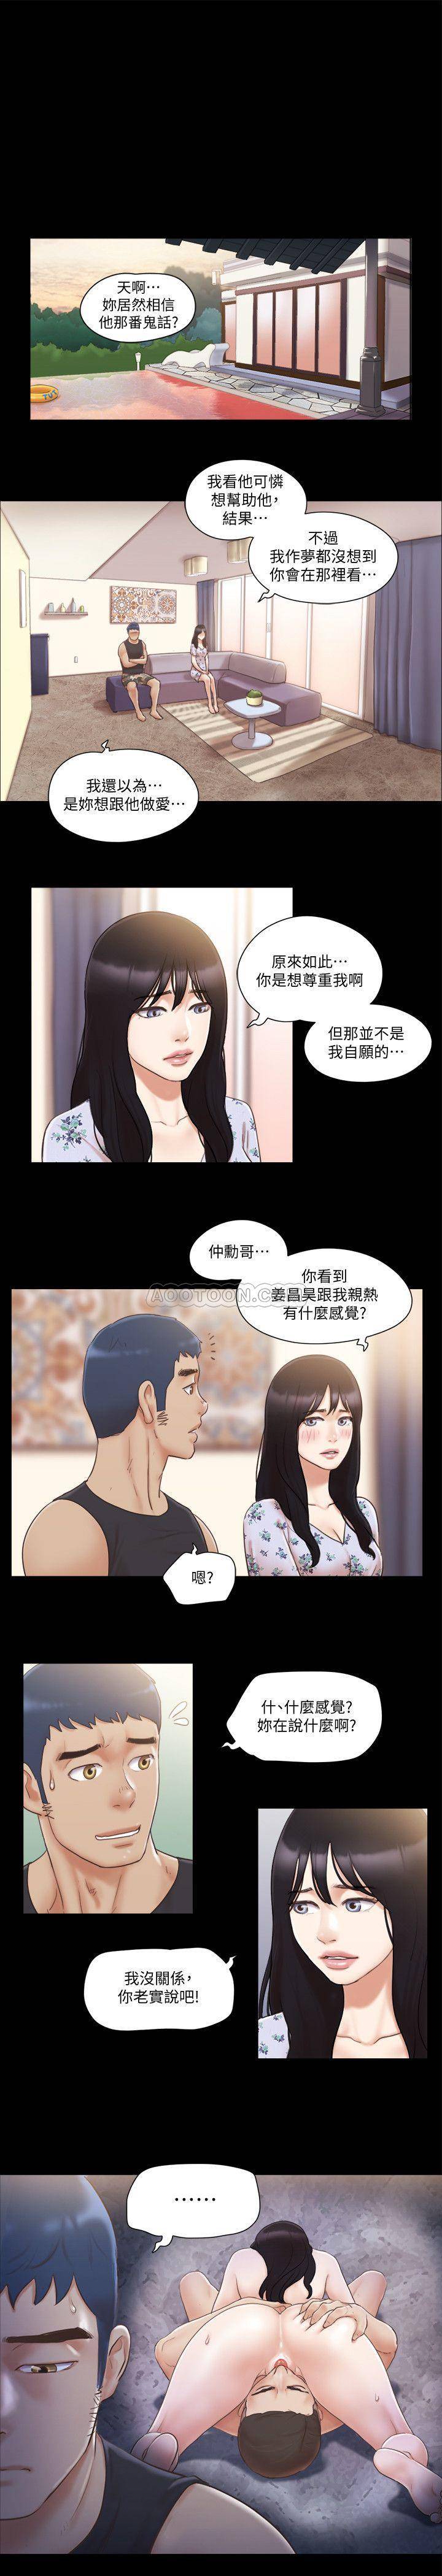 天啊⋯
妳居然相信
他那番鬼話?
我看他可憐
想幫助他,
結果⋯
不過
我作夢都沒想到
你會在那裡看⋯
我還以為⋯
是妳想跟他做愛⋯
原來如此⋯
你是想尊重我啊
但那並不是
我自願的⋯
仲勳哥⋯
你看到
姜昌昊跟我親熱
有什麼感覺?
嗯?
什、什麼感覺?
妳在說什麼啊?
我沒關係,
你老實說吧!
⋯⋯